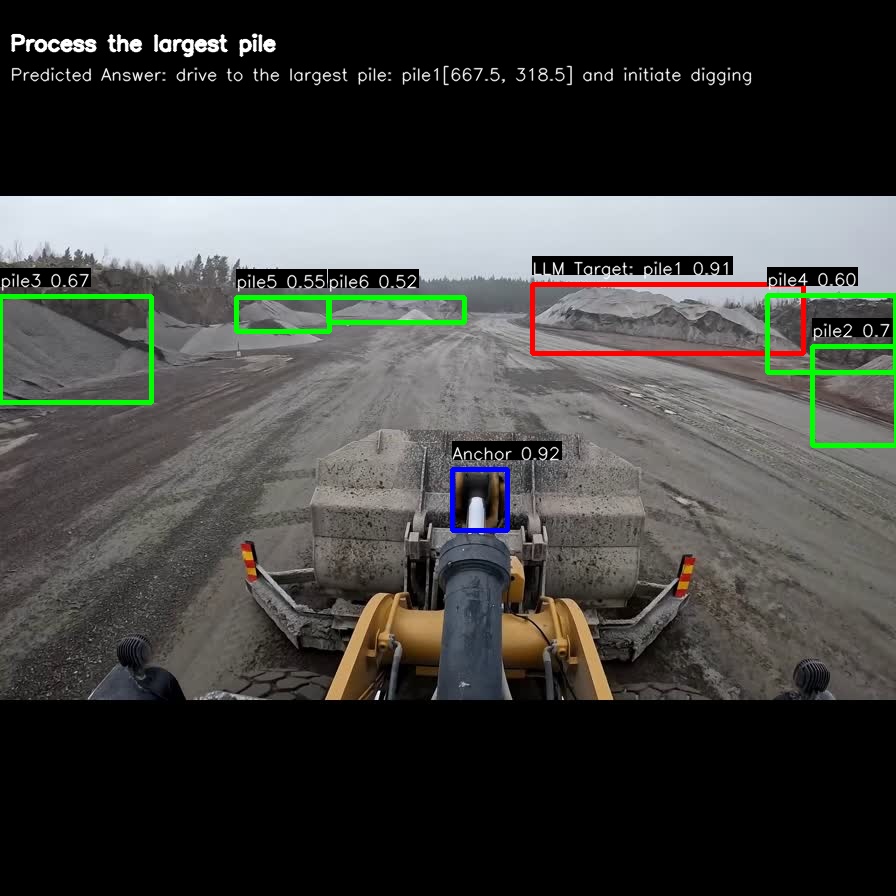 Process the largest pile
Predicted Answer: drive to the largest pile: pile1[667.5, 318.5] and initiate digging
LLM Target: pile1 0.91
pile3 0.67
pile5 0.55
pile6 0.52
pile4 0.60
pile2 0.7
Anchor 0.92